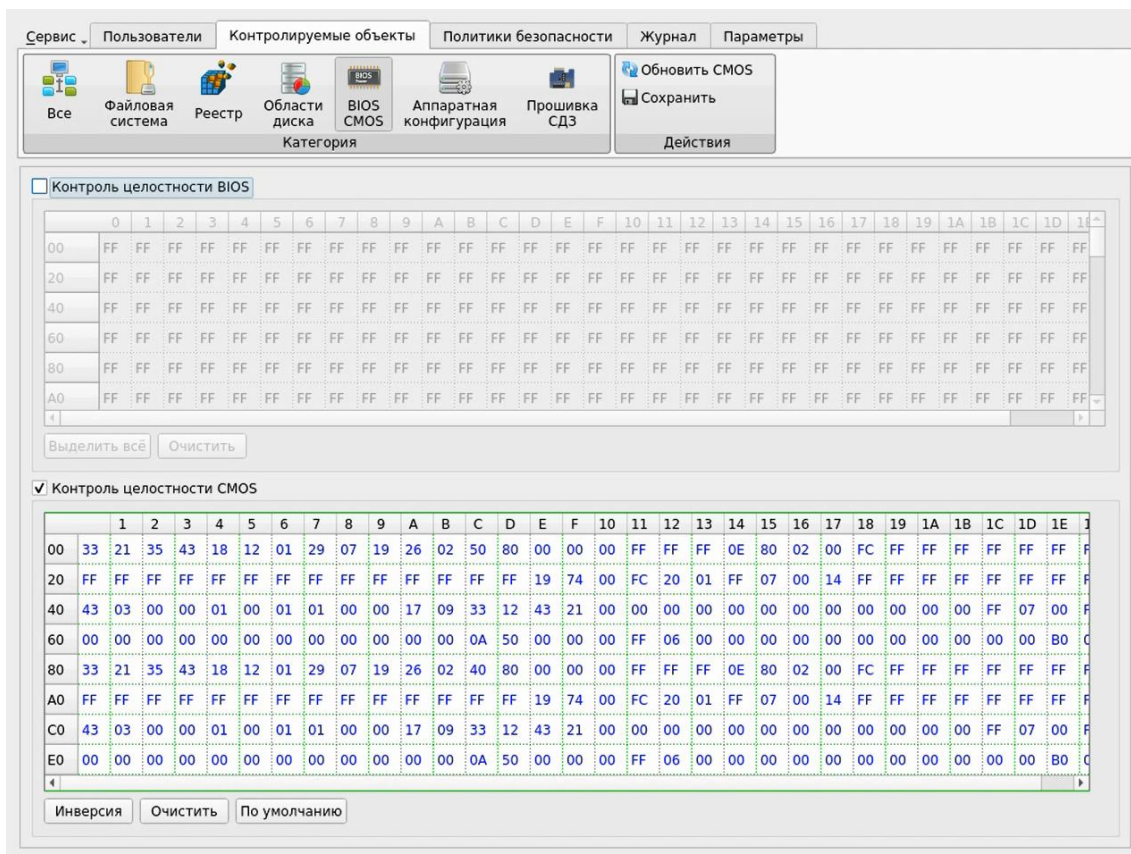 Сервис Пользователи Контролируемые объекты Политики безопасности Журнал Параметры
Все Файловая система Реестр Области диска BIOS CMOS Аппаратная конфигурация Прошивка СДЗ
Категория
Обновить CMOS
Сохранить
Действия
Контроль целостности BIOS
0 1 2 3 4 5 6 7 8 9 A B C D E F 10 11 12 13 14 15 16 17 18 19 1A 1B 1C 1D
00 FF FF FF FF FF FF FF FF FF FF FF FF FF FF FF FF FF FF FF FF FF FF FF FF FF FF FF FF FF FF FF
20 FF FF FF FF FF FF FF FF FF FF FF FF FF FF FF FF FF FF FF FF FF FF FF FF FF FF FF FF FF FF FF
40 FF FF FF FF FF FF FF FF FF FF FF FF FF FF FF FF FF FF FF FF FF FF FF FF FF FF FF FF FF FF FF
60 FF FF FF FF FF FF FF FF FF FF FF FF FF FF FF FF FF FF FF FF FF FF FF FF FF FF FF FF FF FF FF
80 FF FF FF FF FF FF FF FF FF FF FF FF FF FF FF FF FF FF FF FF FF FF FF FF FF FF FF FF FF FF FF
A0 FF FF FF FF FF FF FF FF FF FF FF FF FF FF FF FF FF FF FF FF FF FF FF FF FF FF FF FF FF FF FF
Выделить всё Очистить
Контроль целостности CMOS
1 2 3 4 5 6 7 8 9 A B C D E F 10 11 12 13 14 15 16 17 18 19 1A 1B 1C 1D 1E
00 33 21 35 43 18 12 01 29 07 19 26 02 50 80 00 00 00 FF FF FF 0E 80 02 00 FC FF FF FF FF FF FF
20 FF FF FF FF FF FF FF FF FF FF FF FF FF FF 19 74 00 FC 20 01 FF 07 00 14 FF FF FF FF FF FF FF
40 43 03 00 00 01 00 01 01 00 00 17 09 33 12 43 21 00 00 00 00 00 00 00 00 00 00 00 00 FF 07 00
60 00 00 00 00 00 00 00 00 00 00 00 00 0A 50 00 00 00 FF 06 00 00 00 00 00 00 00 00 00 00 00 B0
80 33 21 35 43 18 12 01 29 07 19 26 02 40 80 00 00 00 FF FF FF 0E 80 02 00 FC FF FF FF FF FF FF
A0 FF FF FF FF FF FF FF FF FF FF FF FF FF FF 19 74 00 FC 20 01 FF 07 00 14 FF FF FF FF FF FF FF
C0 43 03 00 00 01 00 01 01 00 00 17 09 33 12 43 21 00 00 00 00 00 00 00 00 00 00 00 00 FF 07 00
E0 00 00 00 00 00 00 00 00 00 00 00 00 0A 50 00 00 00 FF 06 00 00 00 00 00 00 00 00 00 00 00 B0
Инверсия Очистить По умолчанию